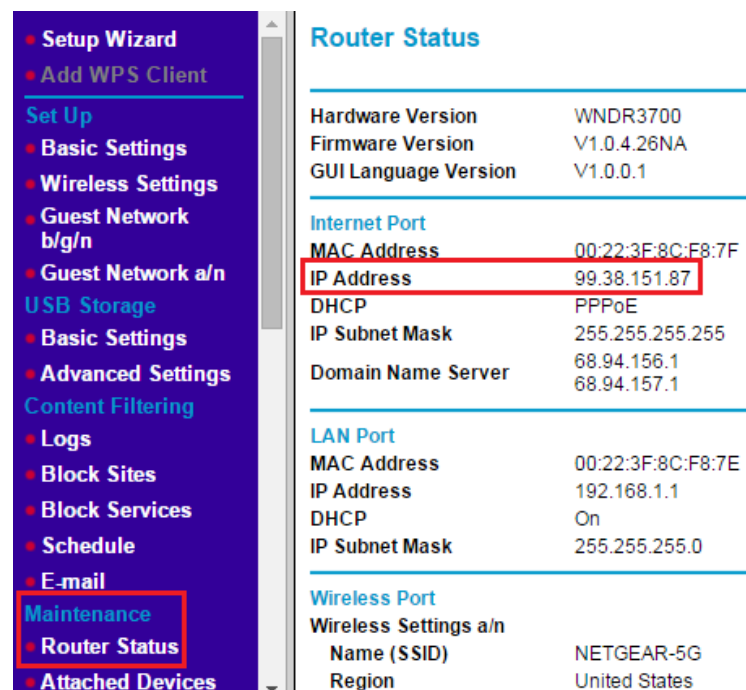 Setup Wizard
Add WPS Client
Set Up
Basic Settings
Wireless Settings
Guest Network
b/g/n
Guest Network a/n
USB Storage
Basic Settings
Advanced Settings
Content Filtering
Logs
Block Sites
Block Services
Schedule
E-mail
Maintenance
Router Status
Attached Devices
Router Status
Hardware Version WNDR3700
Firmware Version V1.0.4.26NA
GUI Language Version V1.0.0.1
Internet Port
MAC Address 00:22:3F:8C:F8:7F
IP Address 99.38.151.87
DHCP PPPoE
IP Subnet Mask 255.255.255.255
Domain Name Server 68.94.156.1
68.94.157.1
LAN Port
MAC Address 00:22:3F:8C:F8:7E
IP Address 192.168.1.1
DHCP On
IP Subnet Mask 255.255.255.0
Wireless Port
Wireless Settings a/n
Name (SSID) NETGEAR-5G
Region United States